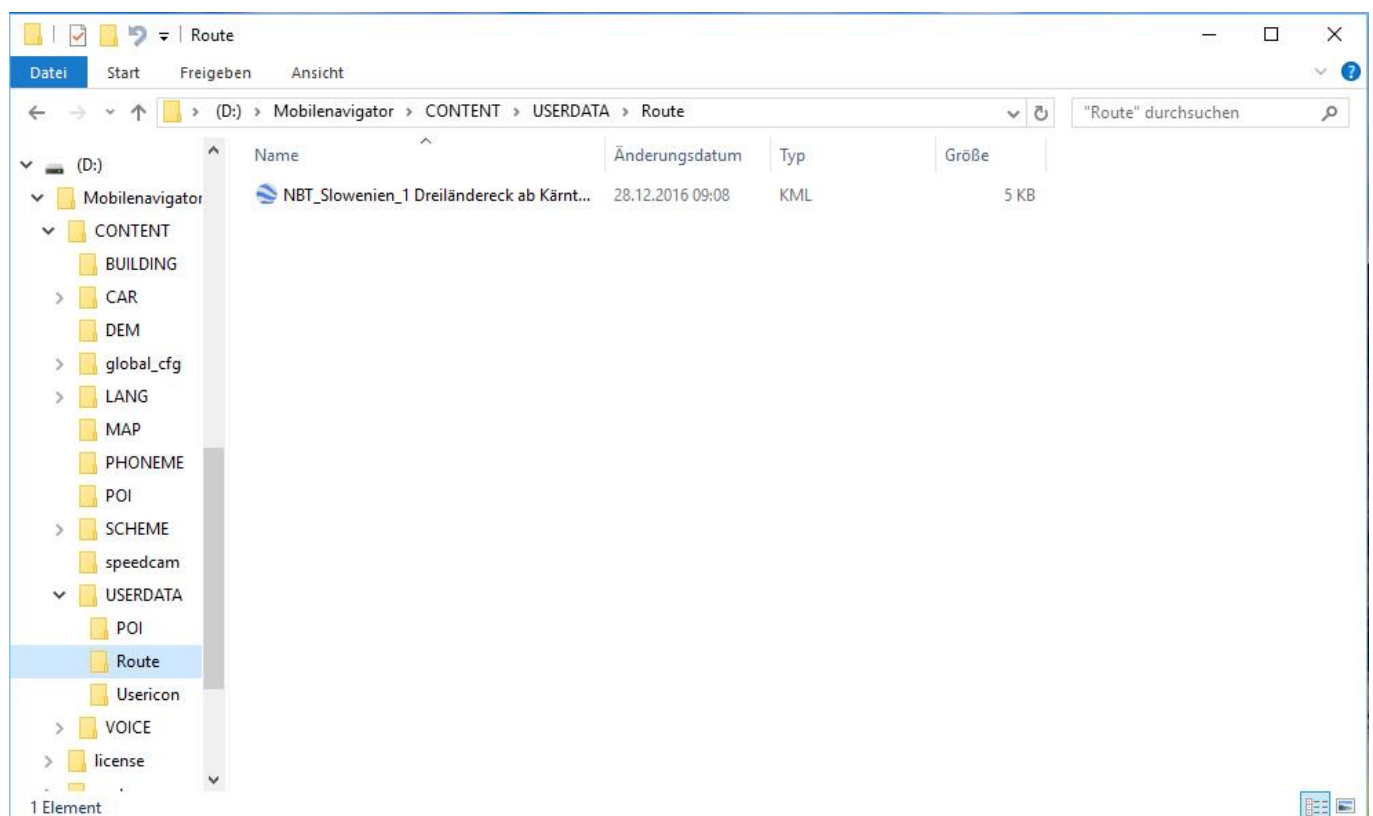 Route
Datei Start Freigeben Ansicht
(D:) > Mobilenavigator > CONTENT > USERDATA > Route
"Route" durchsuchen
Name Änderungsdatum Typ Größe
NBT_Slowenien_1 Dreiländereck ab Kärnt... 28.12.2016 09:08 KML 5 KB
(D:)
Mobilenavigator
CONTENT
BUILDING
CAR
DEM
global_cfg
LANG
MAP
PHONEME
POI
SCHEME
speedcam
USERDATA
POI
Route
Usericon
VOICE
license
1 Element